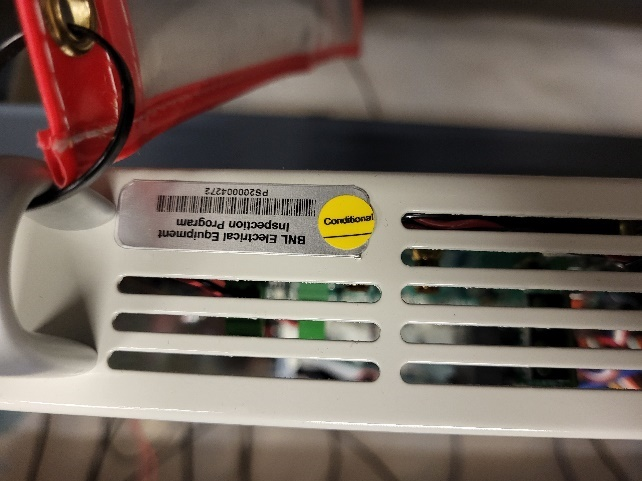 BNL Electrical Equipment
Inspection Program
PS200004272
Conditional